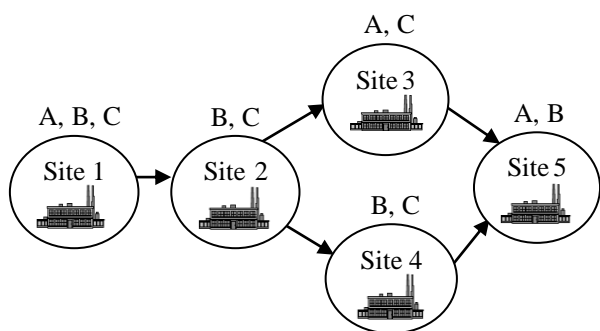 A, B, C
Site 1
B, C
Site 2
A, C
Site 3
B, C
Site 4
A, B
Site 5